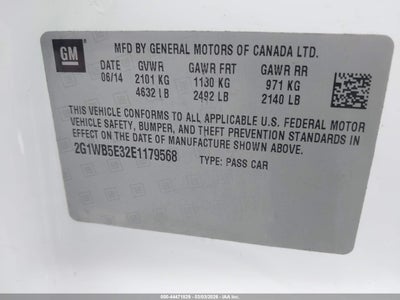 GM
MFD BY GENERAL MOTORS OF CANADA LTD.
DATE GVWR GAWR FRT GAWR RR
06/14 2101 KG 1130 KG 971 KG
4632 LB 2492 LB 2140 LB
THIS VEHICLE CONFORMS TO ALL APPLICABLE U.S. FEDERAL MOTOR
VEHICLE SAFETY, BUMPER, AND THEFT PREVENTION STANDARDS IN
EFFECT ON THE DATE OF MANUFACTURE SHOWN ABOVE.
2G1WB5E32E1179568 TYPE: PASS CAR